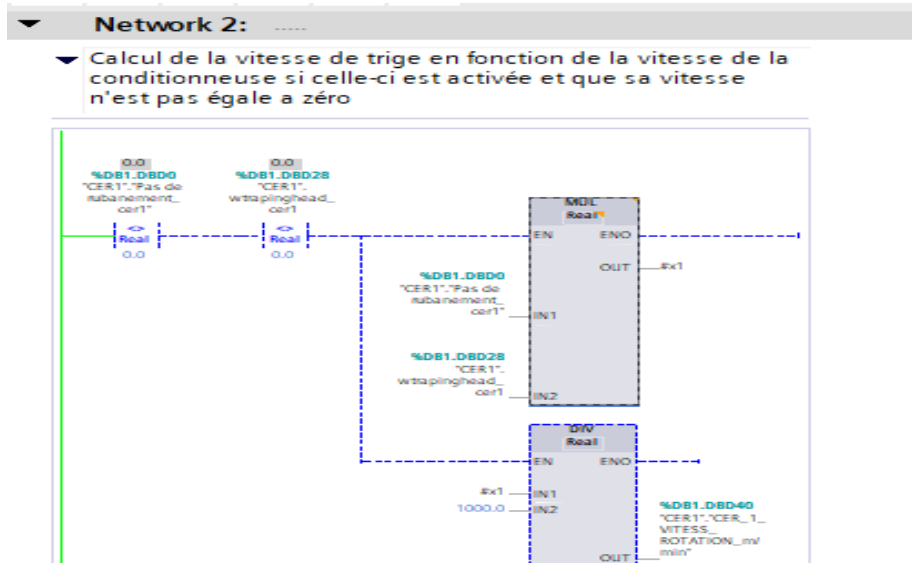 Network 2: .....
Calcul de la vitesse de trige en fonction de la vitesse de la
conditionneuse si celle-ci est activée et que sa vitesse
n'est pas égale a zéro
0.0
%DB1.DBD0
"CER1"."Pas de
rubanement_
cer1"
<>
Real
0.0
0.0
%DB1.DBD28
"CER1".
wtrapinghead_
cer1
<>
Real
0.0
MUL
Real
EN ENO
OUT #x1
%DB1.DBD0
"CER1"."Pas de
rubanement_
cer1" IN1
%DB1.DBD28
"CER1".
wtrapinghead_
cer1 IN2
DIV
Real
EN ENO
#x1 IN1
1000.0 IN2
%DB1.DBD40
"CER1"."CER_1_
VITESS_
ROTATION_m/
min"
OUT